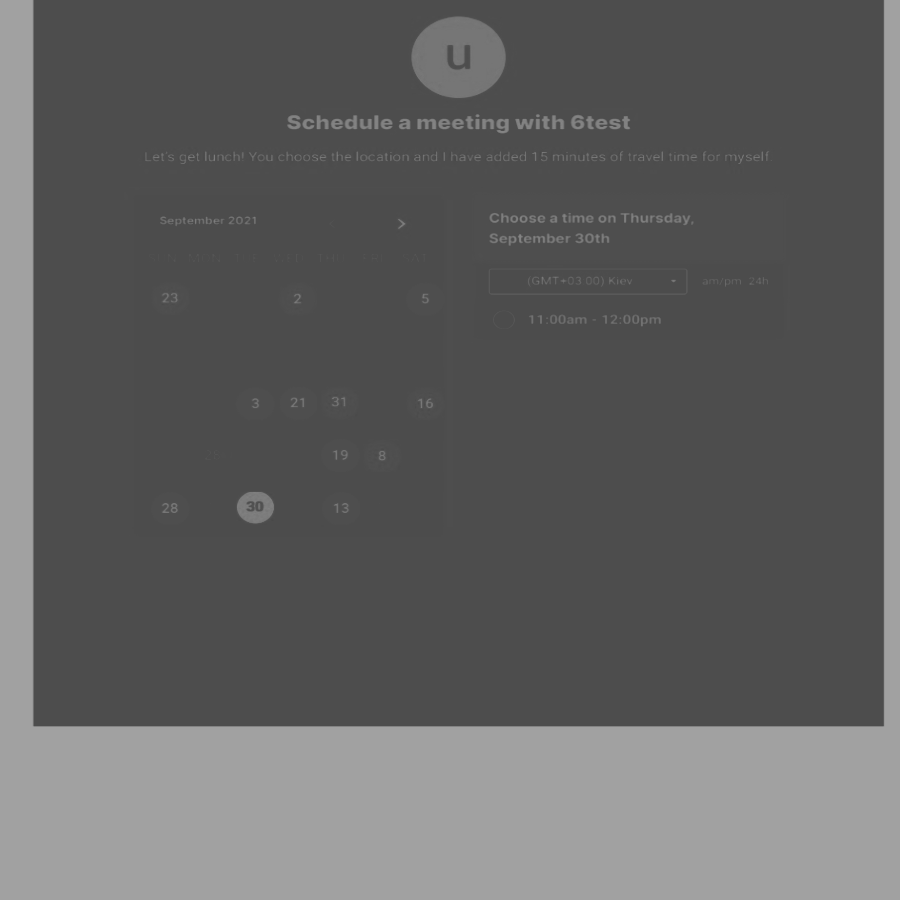 u
Schedule a meeting with 6test
Let's get lunch! You choose the location and I have added 15 minutes of travel time for myself.
September 2021 >
23 2 5
3 21 31 16
19 8
28 30 13
Choose a time on Thursday,
September 30th
(GMT+03:00) Kiev
am/pm 24h
11:00am - 12:00pm